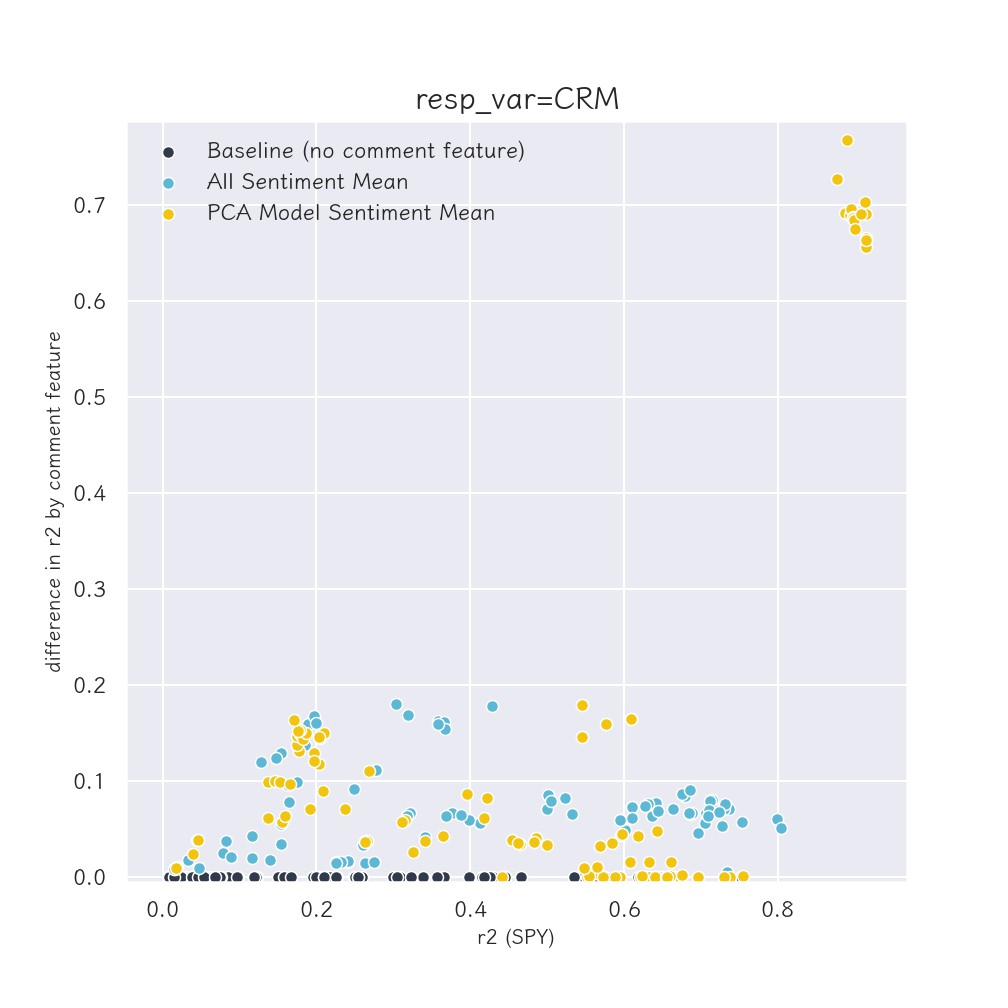 resp_var=CRM
Baseline (no comment feature)
All Sentiment Mean
PCA Model Sentiment Mean
0.7
0.6
0.5
0.4
0.3
0.2
0.1
0.0
difference in r2 by comment feature
0.0 0.2 0.4 0.6 0.8
r2 (SPY)